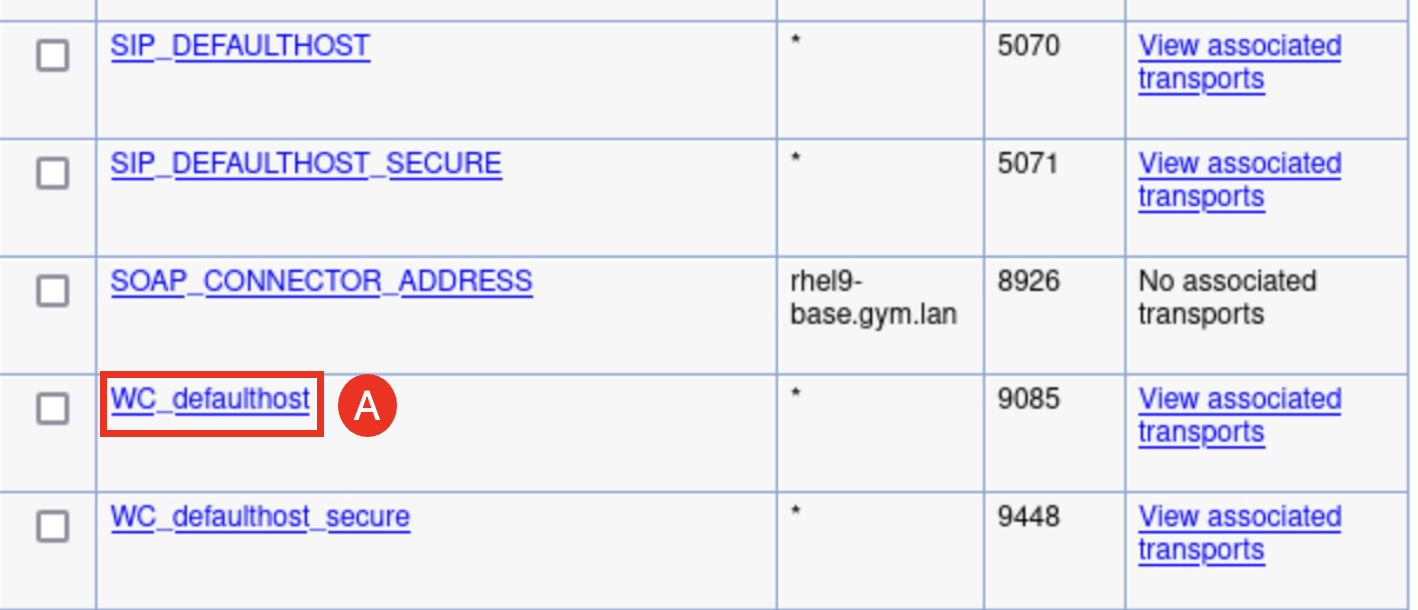 SIP_DEFAULTHOST * 5070 View associated
transports
SIP_DEFAULTHOST_SECURE * 5071 View associated
transports
SOAP_CONNECTOR_ADDRESS rhel9- 8926 No associated
base.gym.lan transports
WC_defaulthost A * 9085 View associated
transports
WC_defaulthost_secure * 9448 View associated
transports